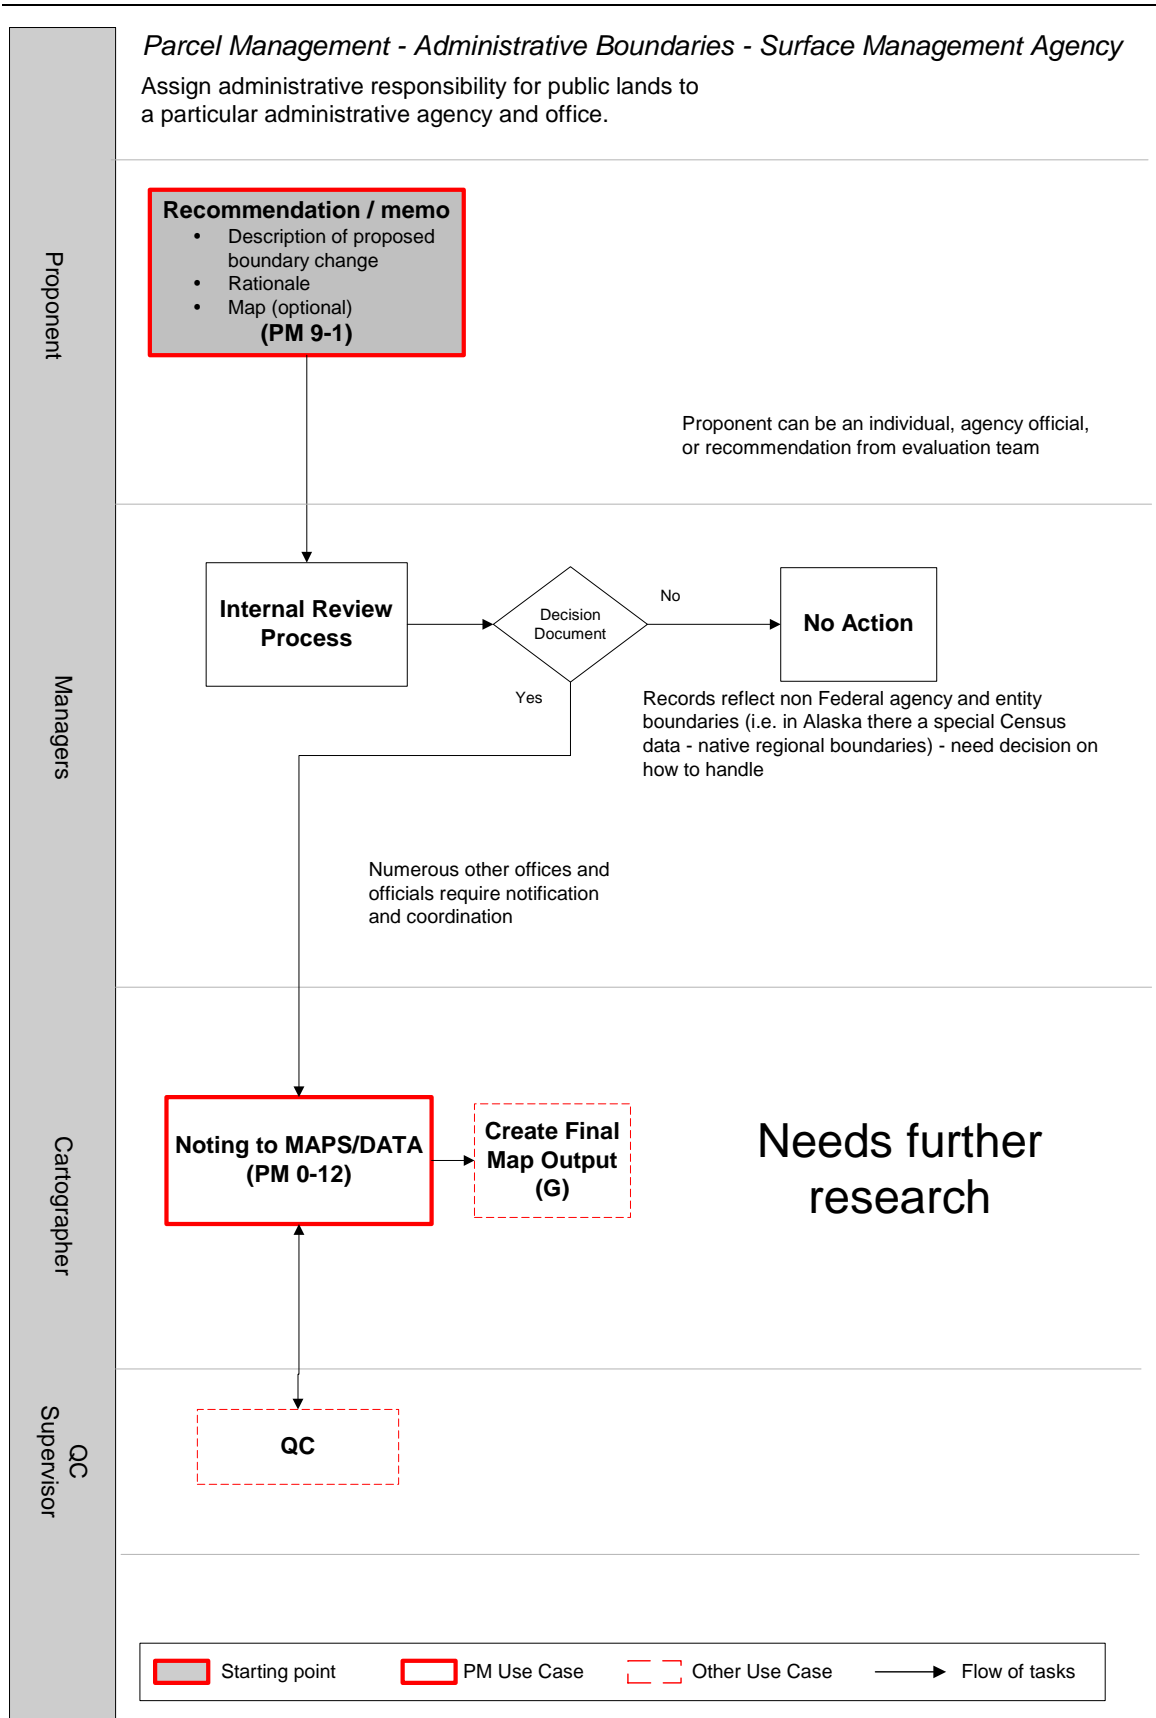 Parcel Management - Administrative Boundaries - Surface Management Agency
Assign administrative responsibility for public lands to
a particular administrative agency and office.
Proponent
Recommendation / memo
• Description of proposed
boundary change
• Rationale
• Map (optional)
(PM 9-1)
Proponent can be an individual, agency official,
or recommendation from evaluation team
Managers
Internal Review
Process
Decision
Document
No
No Action
Yes
Records reflect non Federal agency and entity
boundaries (i.e. in Alaska there a special Census
data - native regional boundaries) - need decision on
how to handle
Numerous other offices and
officials require notification
and coordination
Cartographer
Noting to MAPS/DATA
(PM 0-12)
Create Final
Map Output
(G)
Needs further
research
QC
Supervisor
QC
Starting point
PM Use Case
Other Use Case
Flow of tasks